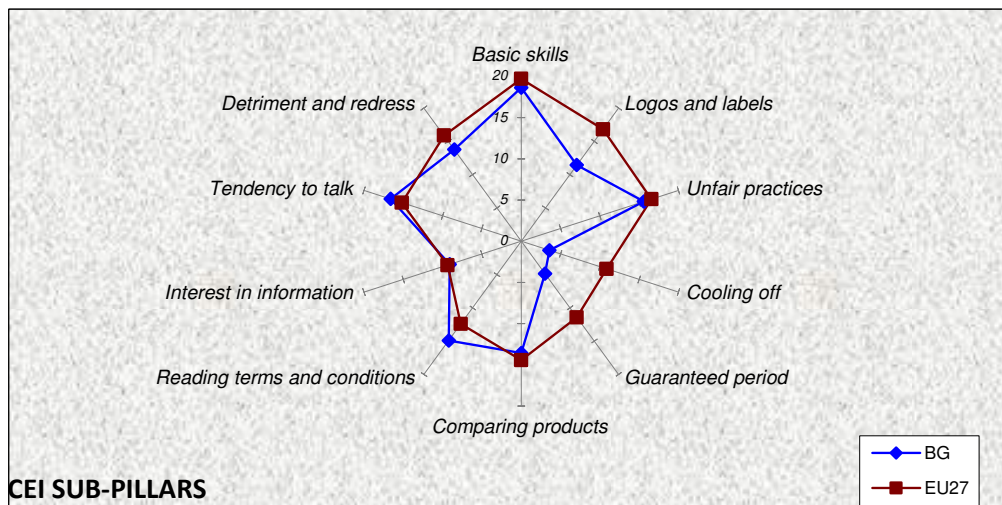 Basic skills
20
Detriment and redress
Logos and labels
15
10
Tendency to talk
Unfair practices
5
0
Interest in information
Cooling off
Reading terms and conditions
Guaranteed period
Comparing products
BG
EU27
CEI SUB-PILLARS